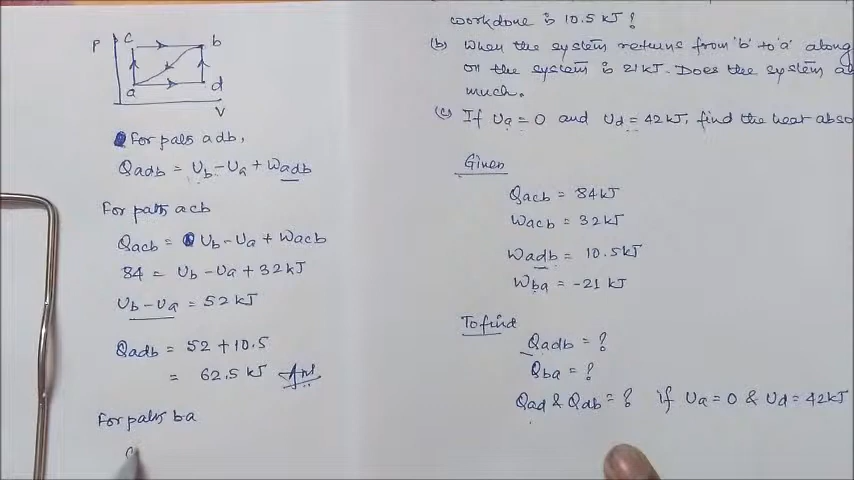 P
c
b
a
d
V
For path adb,
Qadb = Ub - Ua + Wadb
For path acb
Qacb = Ub - Ua + Wacb
84 = Ub - Ua + 32 kJ
Ub - Ua = 52 kJ
Qadb = 52 + 10.5
= 62.5 kJ Ans
For path ba
workdone is 10.5 kJ?
(b) When the system returns from 'b' to 'a' along
on the system is 21 kJ. Does the system
much.
(c) If Ua = 0 and Ud = 42 kJ, find the heat
Given
Qacb = 84 kJ
Wacb = 32 kJ
Wadb = 10.5 kJ
Wba = -21 kJ
To find
Qadb = ?
Qba = ?
Qad & Qdb = ? if Ua = 0 & Ud = 42 kJ